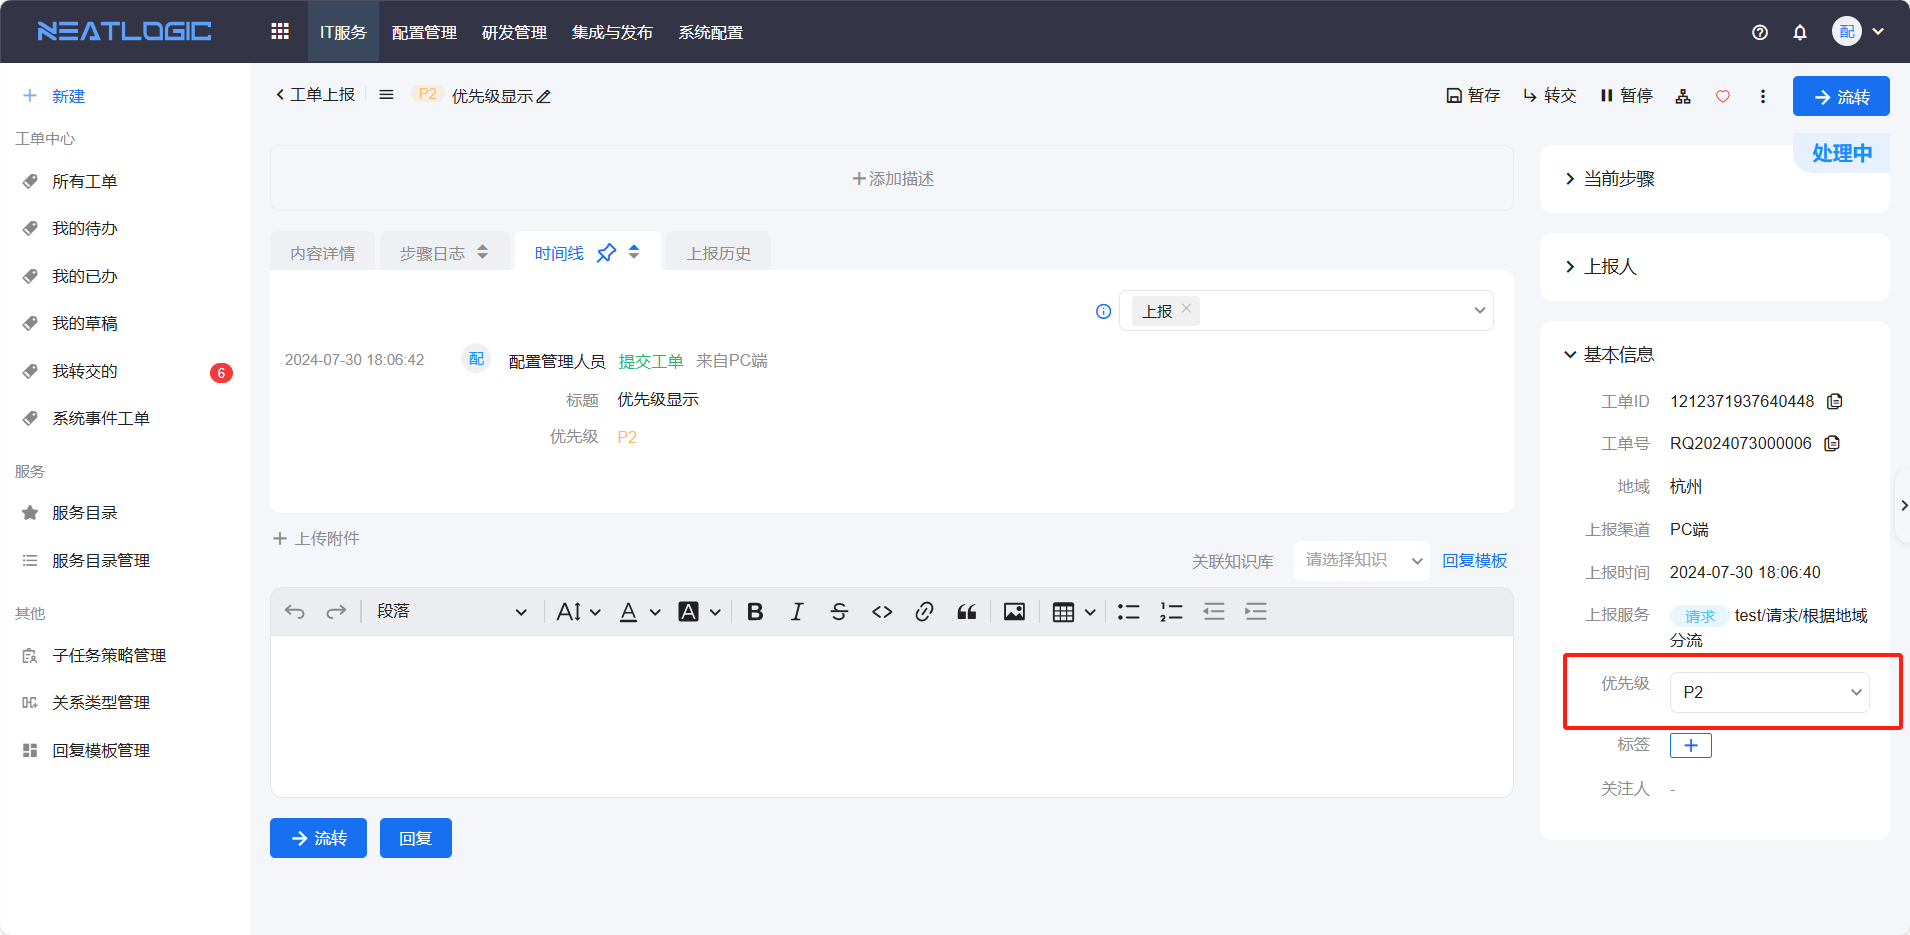 NEATLOGIC
IT服务
配置管理
研发管理
集成与发布
系统配置
配
新建
工单中心
所有工单
我的待办
我的已办
我的草稿
我转交的
6
系统事件工单
服务
服务目录
服务目录管理
其他
子任务策略管理
关系类型管理
回复模板管理
工单上报
P2
优先级显示
暂存
转交
暂停
流转
添加描述
内容详情
步骤日志
时间线
上报历史
上报
2024-07-30 18:06:42
配
配置管理人员 提交工单 来自PC端
标题 优先级显示
优先级 P2
上传附件
关联知识库
请选择知识
回复模板
段落
流转
回复
处理中
当前步骤
上报人
基本信息
工单ID 1212371937640448
工单号 RQ2024073000006
地域 杭州
上报渠道 PC端
上报时间 2024-07-30 18:06:40
上报服务 请求 test/请求/根据地域
分流
优先级 P2
标签
关注人 -